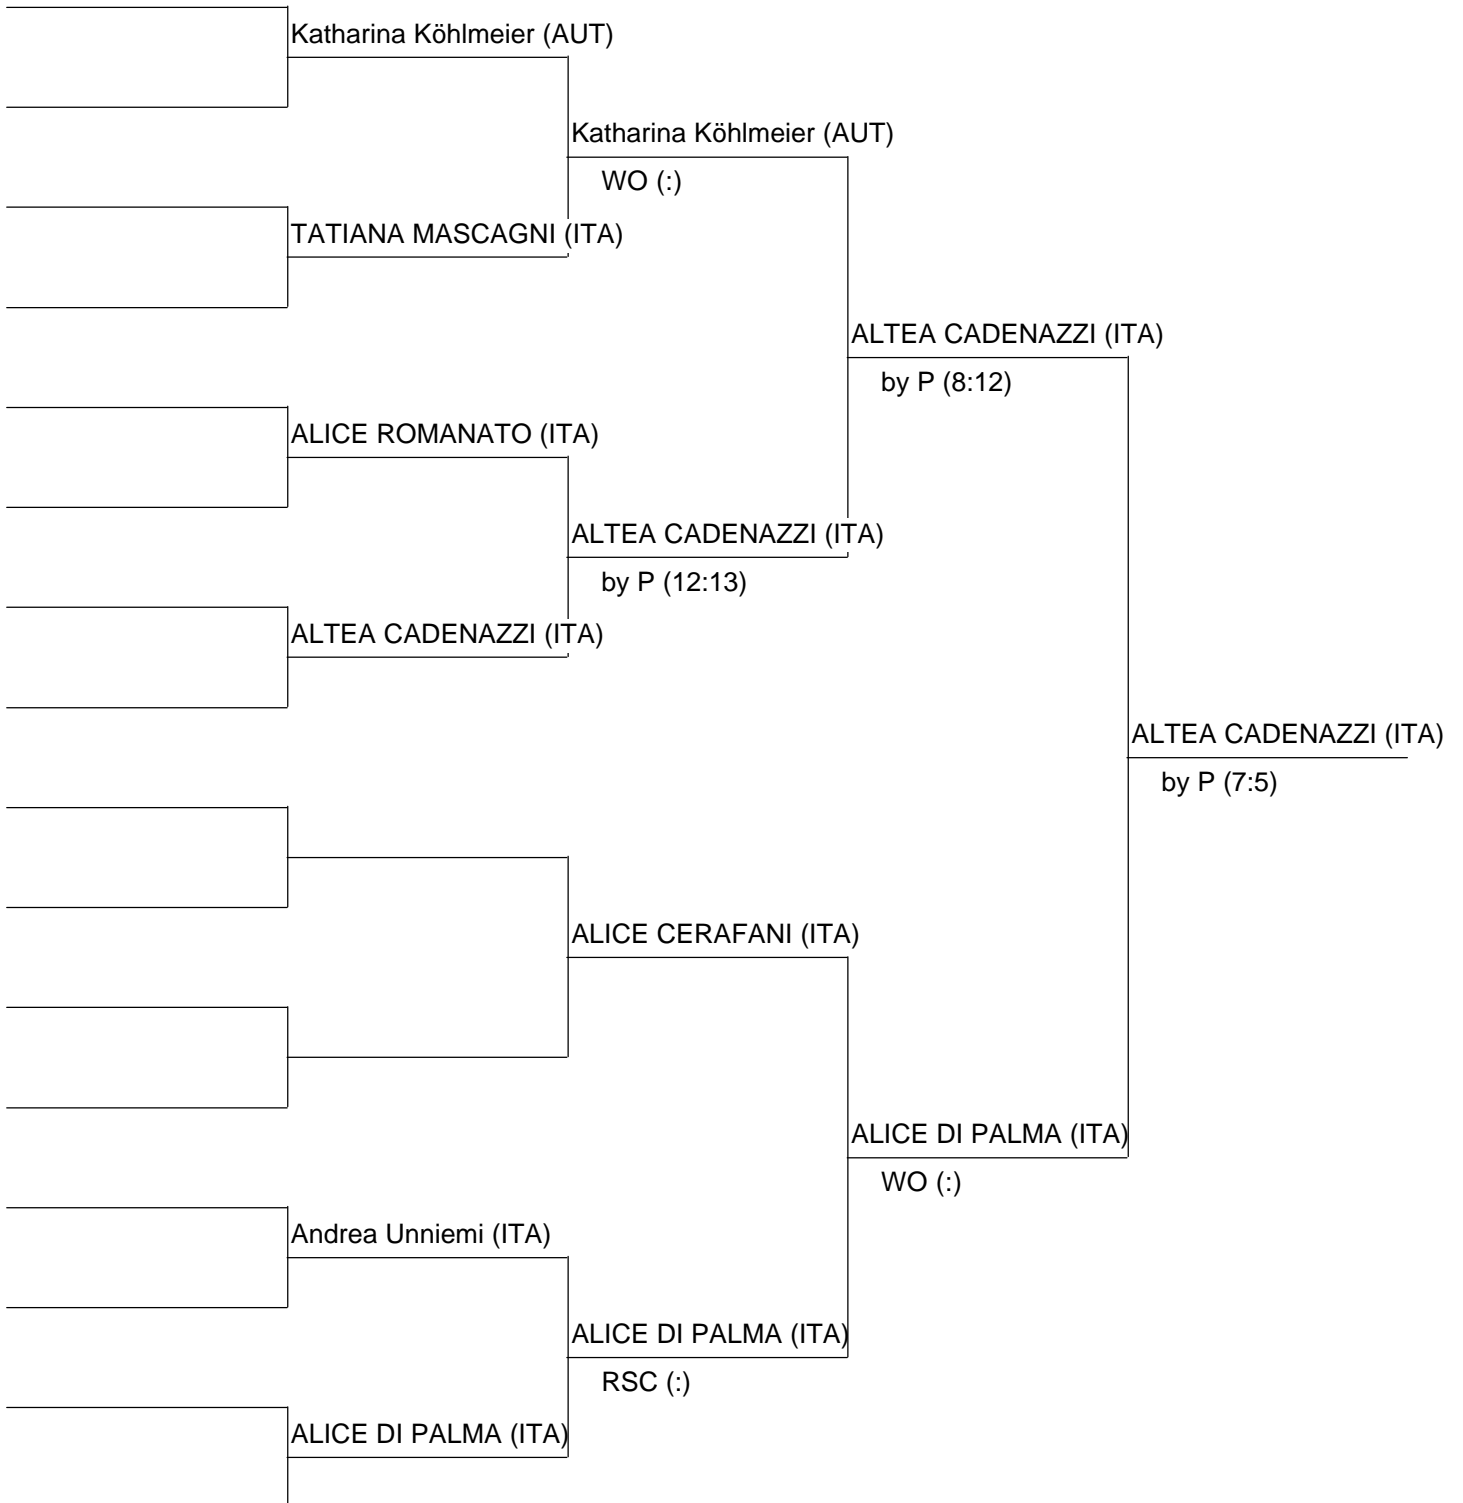 Katharina Köhlmeier (AUT)
Katharina Köhlmeier (AUT)
WO (:)
TATIANA MASCAGNI (ITA)
ALTEA CADENAZZI (ITA)
by P (8:12)
ALICE ROMANATO (ITA)
ALTEA CADENAZZI (ITA)
by P (12:13)
ALTEA CADENAZZI (ITA)
ALTEA CADENAZZI (ITA)
by P (7:5)
ALICE CERAFANI (ITA)
ALICE DI PALMA (ITA)
WO (:)
Andrea Unniemi (ITA)
ALICE DI PALMA (ITA)
RSC (:)
ALICE DI PALMA (ITA)